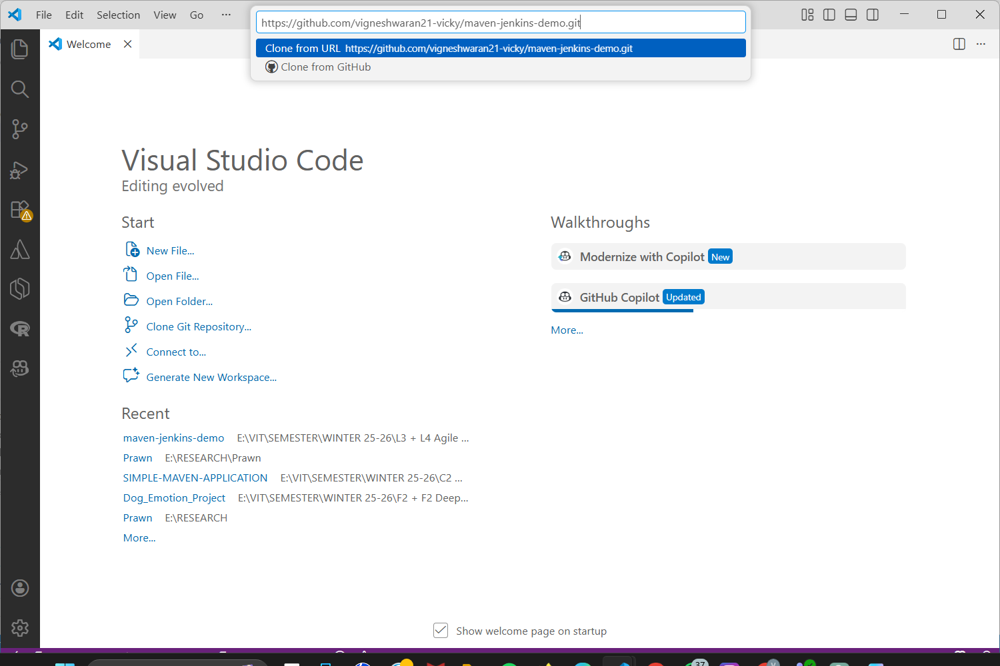 File Edit Selection View Go ···
https://github.com/vigneshwaran21-vicky/maven-jenkins-demo.git
Clone from URL https://github.com/vigneshwaran21-vicky/maven-jenkins-demo.git
Clone from GitHub
Welcome
Visual Studio Code
Editing evolved
Start
New File...
Open File...
Open Folder...
Clone Git Repository...
Connect to...
Generate New Workspace...
Recent
maven-jenkins-demo E:\VIT\SEMESTER\WINTER 25-26\L3 + L4 Agile ...
Prawn E:\RESEARCH\Prawn
SIMPLE-MAVEN-APPLICATION E:\VIT\SEMESTER\WINTER 25-26\C2 ...
Dog_Emotion_Project E:\VIT\SEMESTER\WINTER 25-26\F2 + F2 Deep...
Prawn E:\RESEARCH
More...
Walkthroughs
Modernize with Copilot New
GitHub Copilot Updated
More...
Show welcome page on startup
37